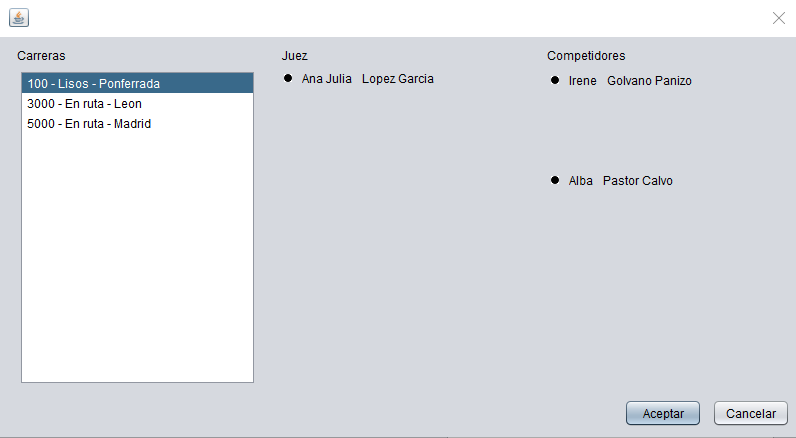 Carreras
100 - Lisos - Ponferrada
3000 - En ruta - Leon
5000 - En ruta - Madrid
Juez
Ana Julia Lopez Garcia
Competidores
Irene Golvano Panizo
Alba Pastor Calvo
Aceptar
Cancelar